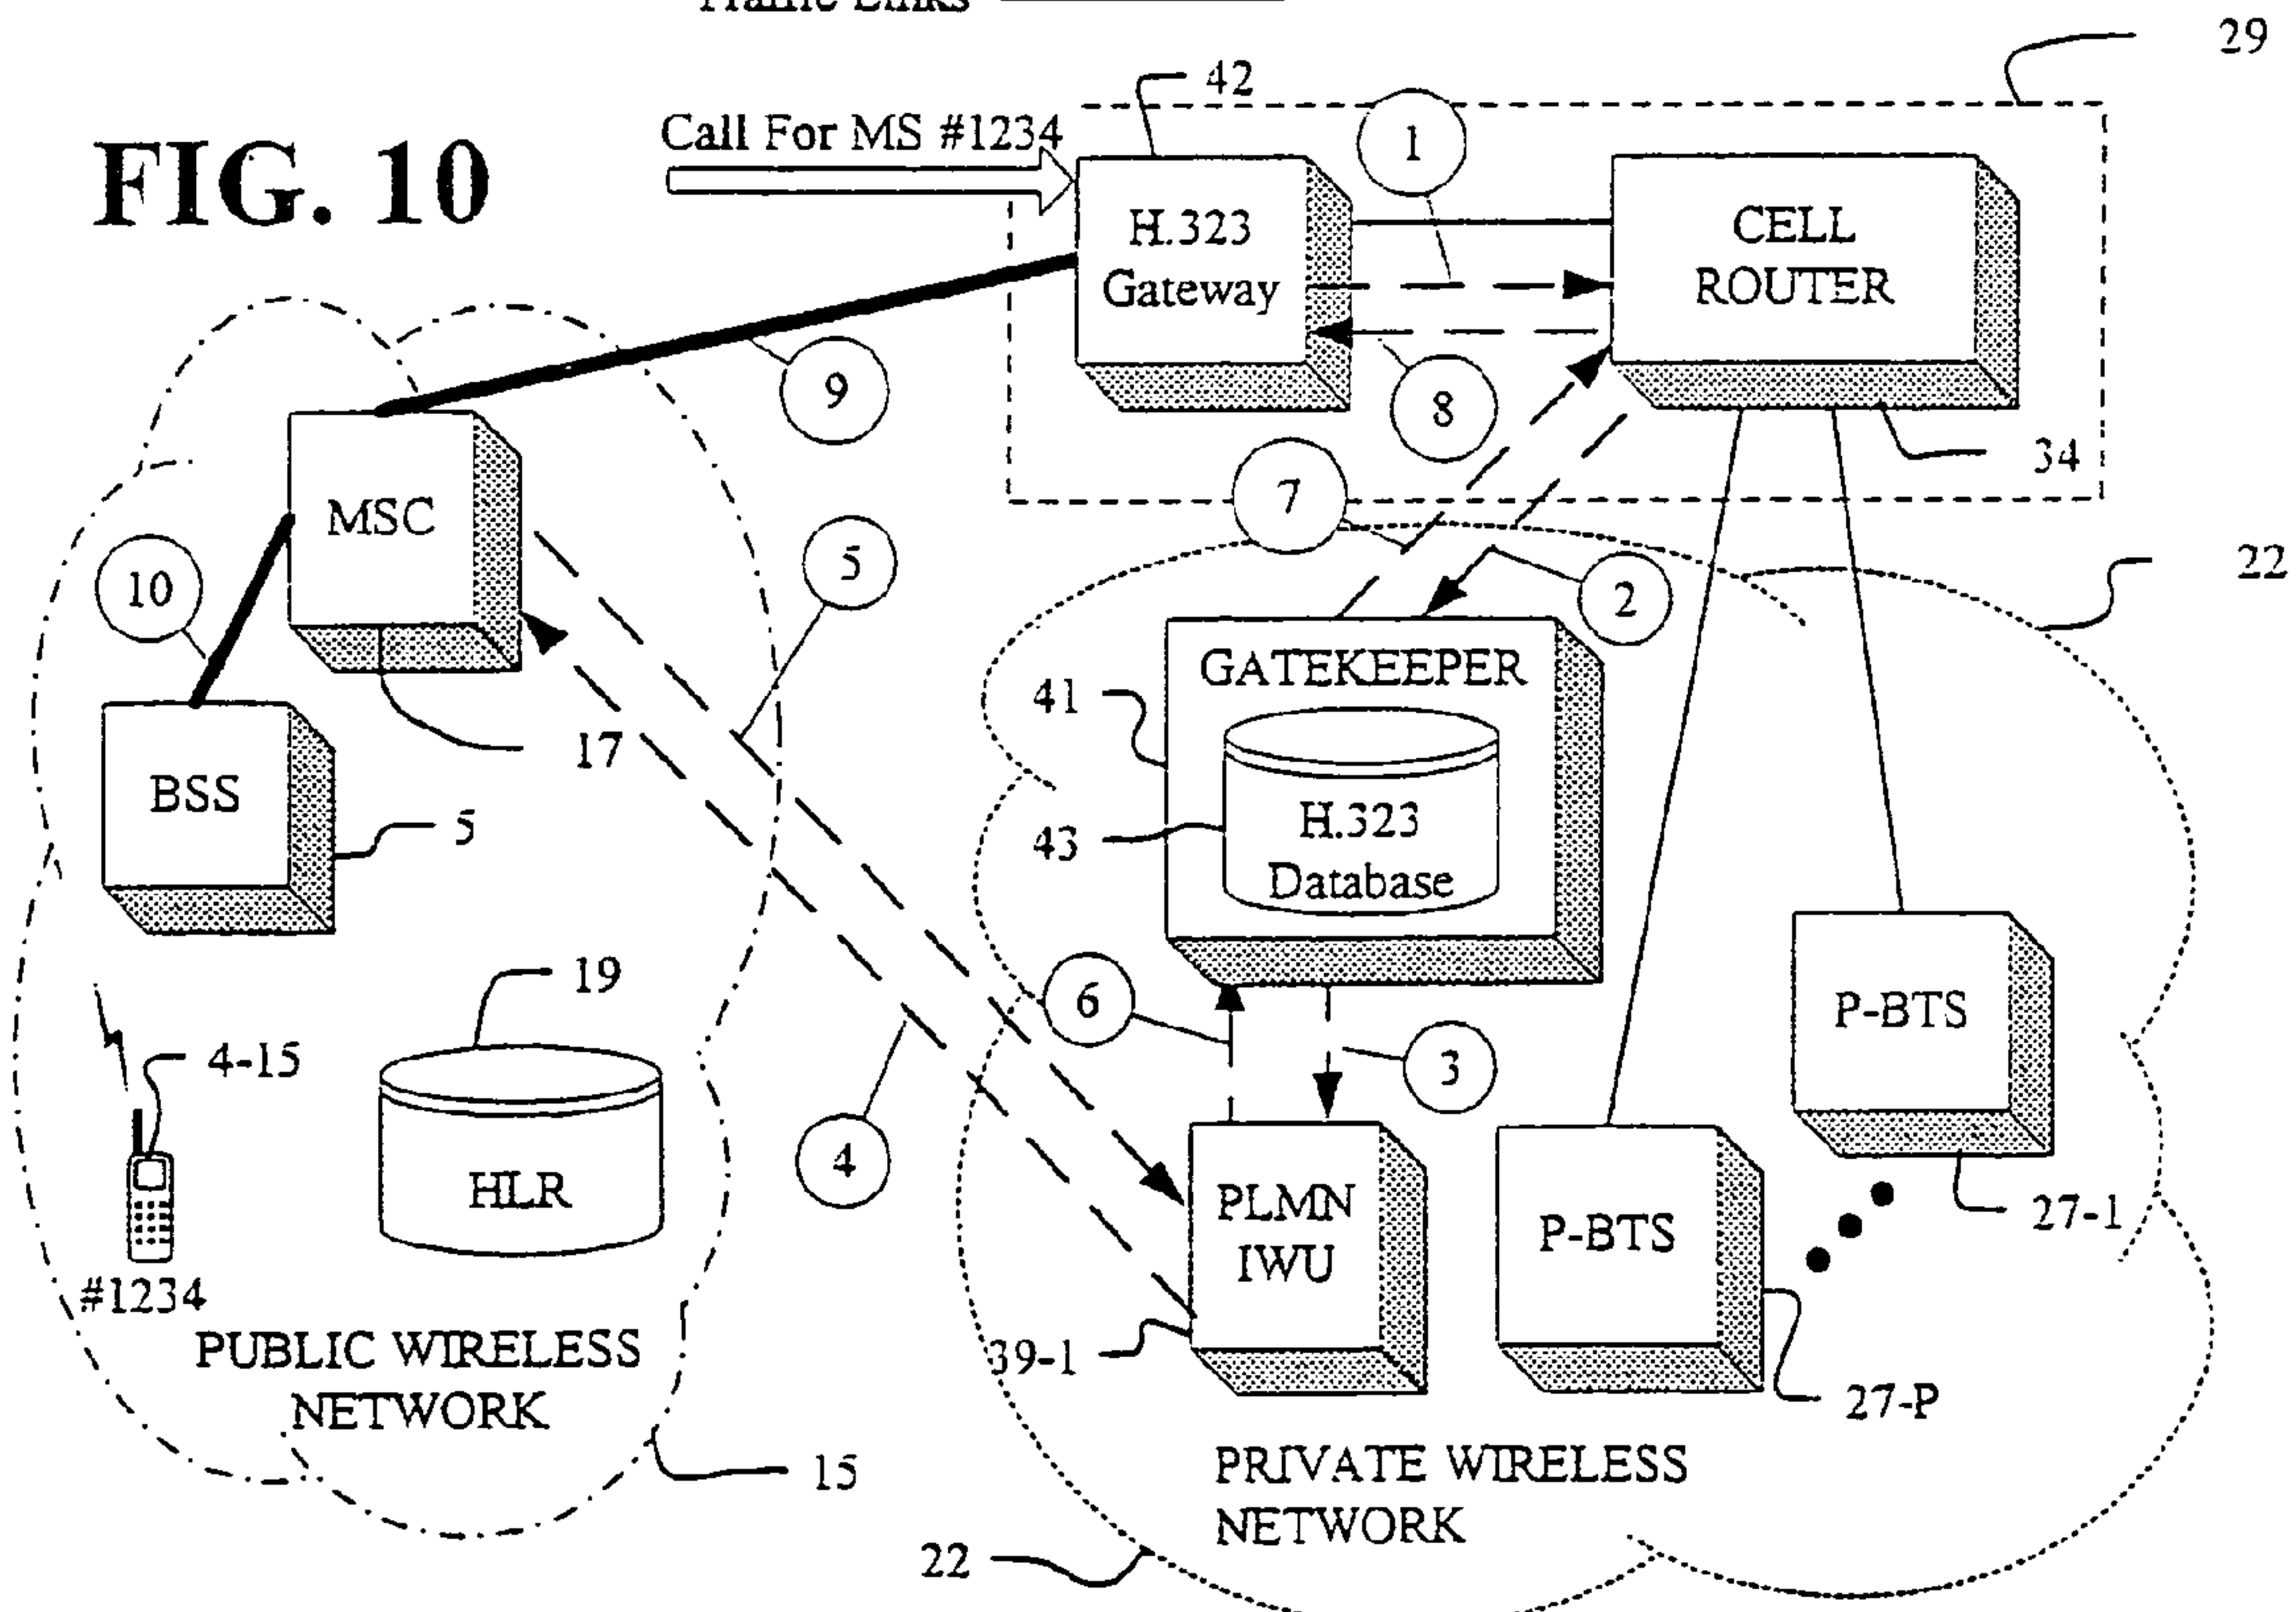 Traffic Links
29
42
Call For MS #1234
1
FIG. 10
H.323
Gateway
CELL
ROUTER
9
8
34
7
MSC
5
22
10
2
GATEKEEPER
41
17
BSS
H.323
Database
5
43
19
6
P-BTS
4-15
3
4
HLR
PLMN
IWU
P-BTS
27-1
#1234
PUBLIC WIRELESS
NETWORK
39-1
27-P
15
PRIVATE WIRELESS
NETWORK
22